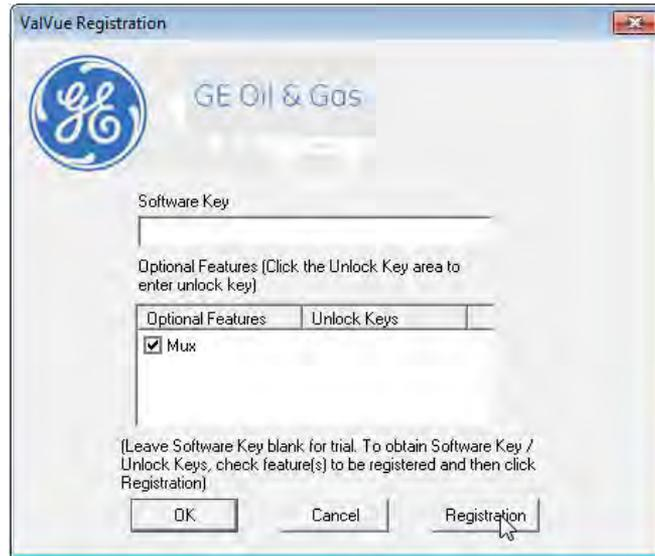 ValVue Registration
GE Oil & Gas
Software Key
Optional Features (Click the Unlock Key area to
enter unlock key)
Optional Features Unlock Keys
Mux
(Leave Software Key blank for trial. To obtain Software Key /
Unlock Keys, check feature(s) to be registered and then click
Registration)
OK Cancel Registration